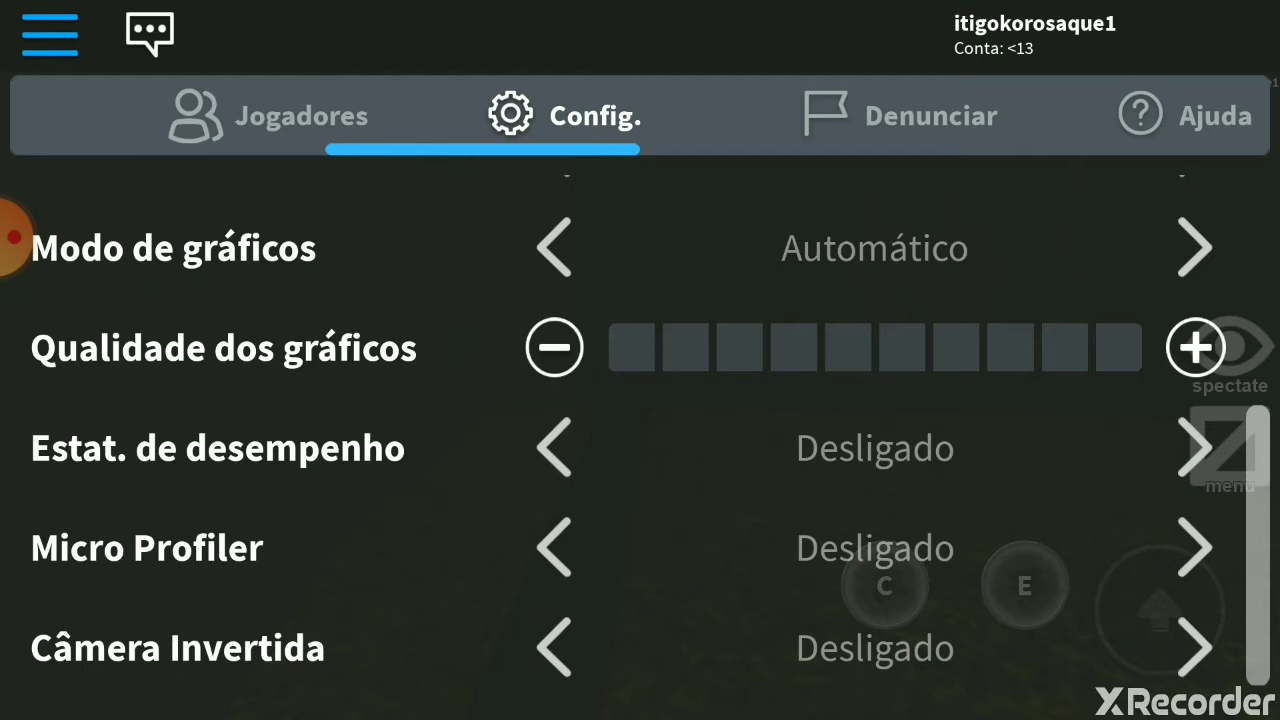 itigokorosaque1
Conta: <13
Jogadores
Config.
Denunciar
Ajuda
Modo de gráficos
Automático
Qualidade dos gráficos
spectate
Estat. de desempenho
Desligado
menu
Micro Profiler
Desligado
C
E
Câmera Invertida
Desligado
XRecorder